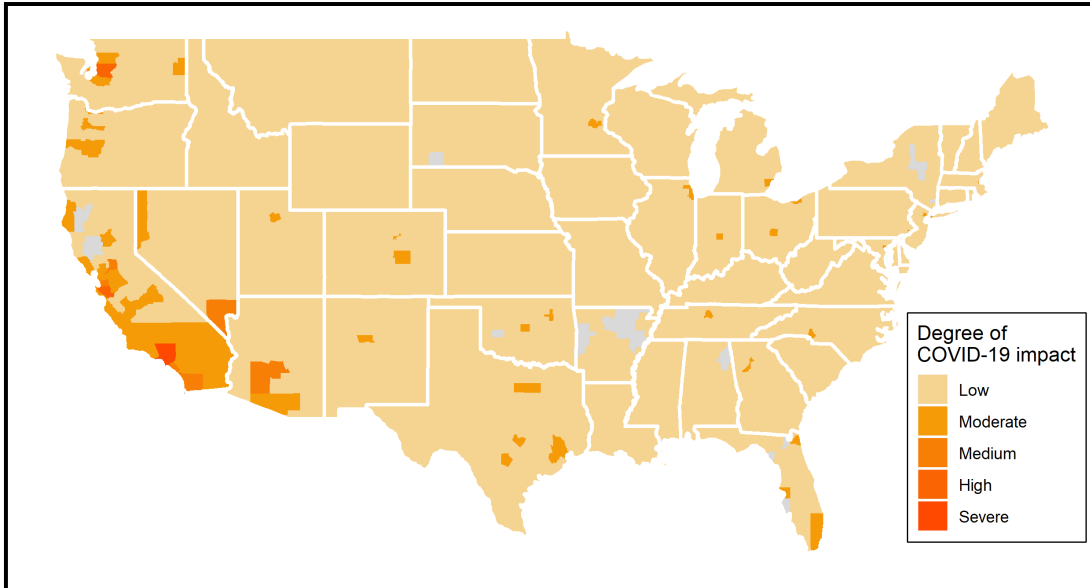 Degree of
COVID-19 impact
Low
Moderate
Medium
High
Severe